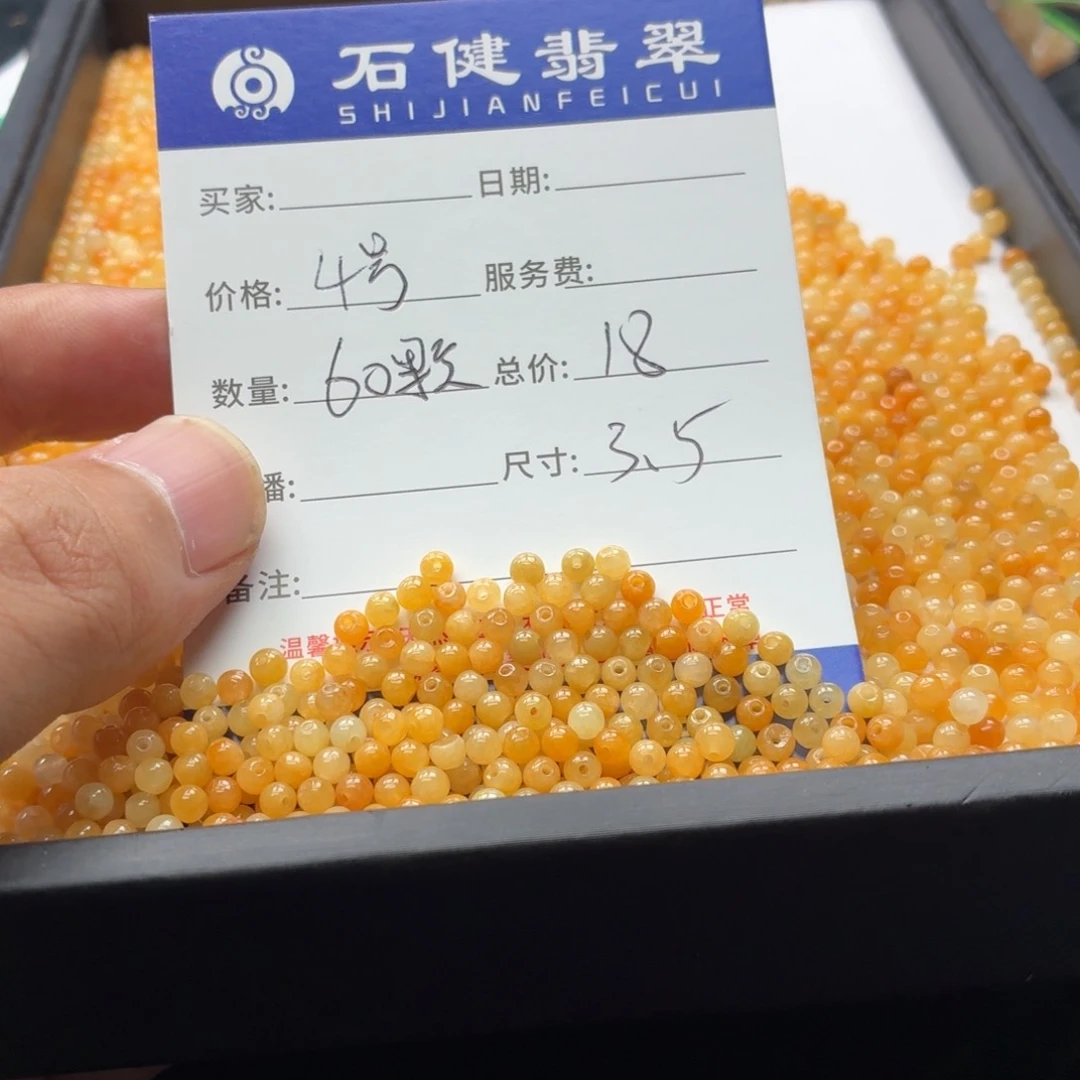 石健翡翠
SHIJIANFEICUI
买家: 日期:
价格: 4号 服务费:
数量: 60颗 总价: 18
播: 尺寸: 3.5
备注:
温馨 正常